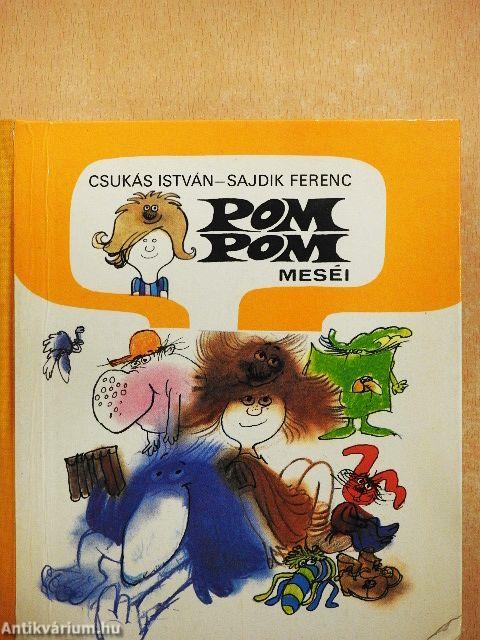 CSUKÁS ISTVÁN–SAJDIK FERENC
POM
POM
MESÉI
Antikvárium.hu